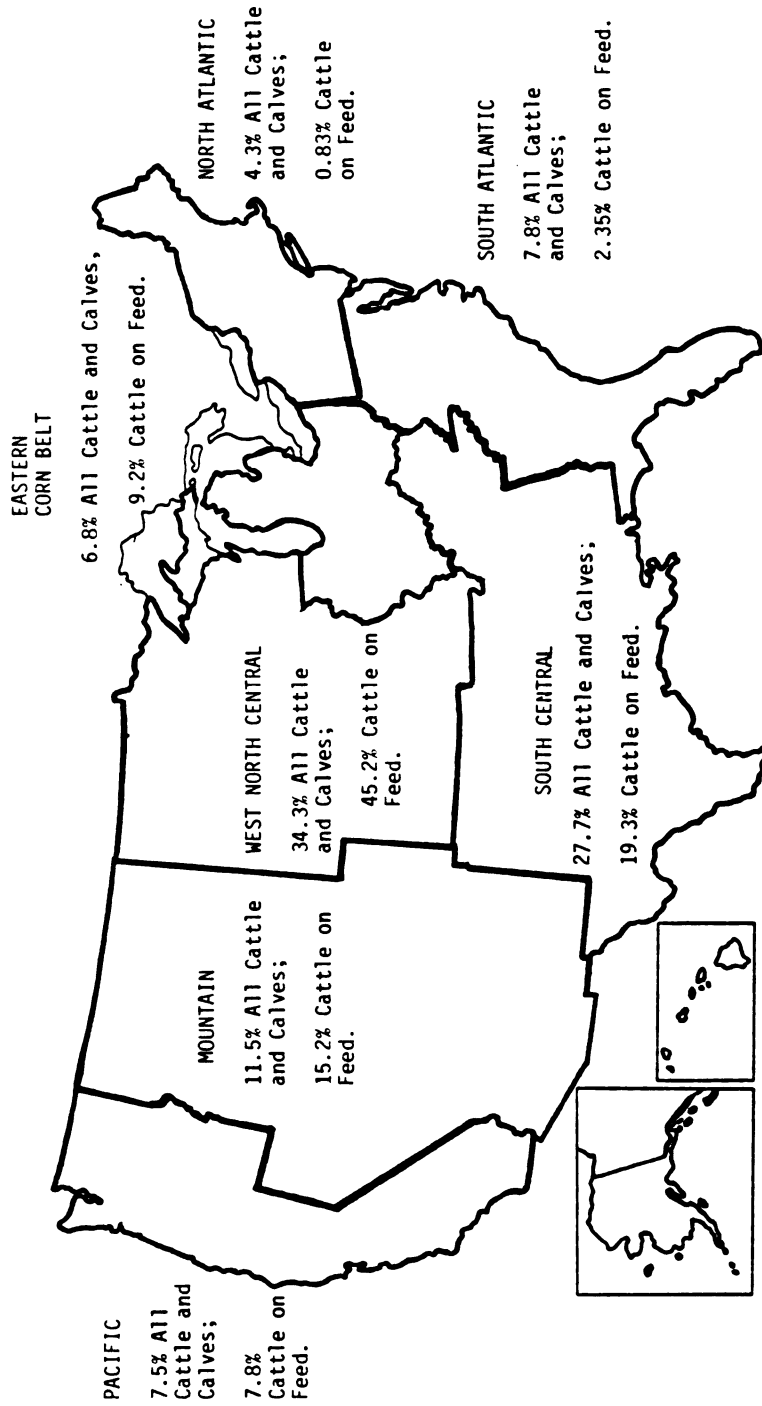 EASTERN
CORN BELT
6.8% All Cattle and Calves,
9.2% Cattle on Feed.
NORTH ATLANTIC
4.3% All Cattle
and Calves;
0.83% Cattle
on Feed.
PACIFIC
7.5% All
Cattle and
Calves;
7.8%
Cattle on
Feed.
MOUNTAIN
11.5% All Cattle
and Calves;
15.2% Cattle on
Feed.
WEST NORTH CENTRAL
34.3% All Cattle
and Calves;
45.2% Cattle on
Feed.
SOUTH CENTRAL
27.7% All Cattle and Calves;
19.3% Cattle on Feed.
SOUTH ATLANTIC
7.8% All Cattle
and Calves;
2.35% Cattle on Feed.